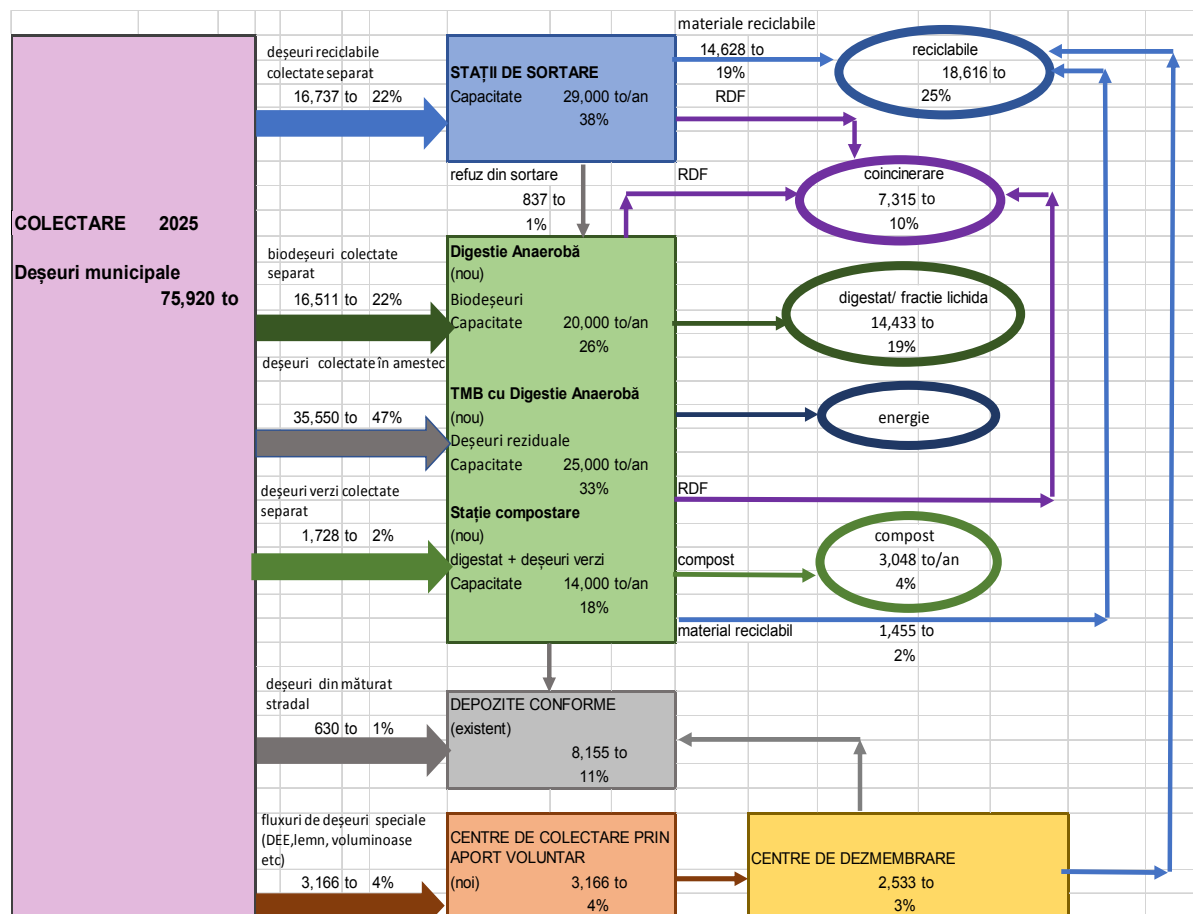 COLECTARE 2025
Deșeuri municipale
75,920 to
deșeuri reciclabile
colectate separat
16,737 to 22%
biodeșeuri colectate
separat
16,511 to 22%
deșeuri colectate în amestec
35,550 to 47%
deșeuri verzi colectate
separat
1,728 to 2%
deșeuri din măturat
stradal
630 to 1%
fluxuri de deșeuri speciale
(DEE,lemn, voluminoase
etc)
3,166 to 4%
STAȚII DE SORTARE
Capacitate 29,000 to/an
38%
refuz din sortare
837 to
1%
Digestie Anaerobă
(nou)
Biodeșeuri
Capacitate 20,000 to/an
26%
TMB cu Digestie Anaerobă
(nou)
Deșeuri reziduale
Capacitate 25,000 to/an
33%
Stație compostare
(nou)
digestat + deșeuri verzi
Capacitate 14,000 to/an
18%
DEPOZITE CONFORME
(existent)
8,155 to
11%
CENTRE DE COLECTARE PRIN
APORT VOLUNTAR
(noi) 3,166 to
4%
CENTRE DE DEZMEMBRARE
2,533 to
3%
materiale reciclabile
14,628 to
19%
RDF
RDF
RDF
compost
material reciclabil 1,455 to
2%
reciclabile
18,616 to
25%
coincinerare
7,315 to
10%
digestat/ fractie lichida
14,433 to
19%
energie
compost
3,048 to/an
4%